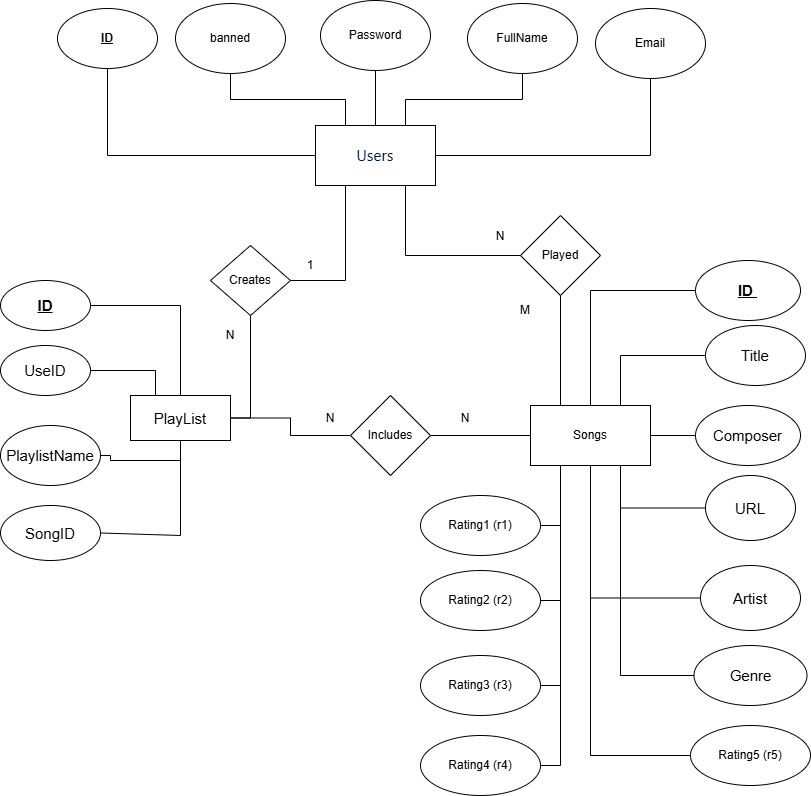 ID
banned
Password
FullName
Email
Users
N
Played
Creates
1
M
N
ID
ID
Title
UseID
PlayList
N
Includes
N
Songs
Composer
PlaylistName
URL
Rating1 (r1)
SongID
Rating2 (r2)
Artist
Rating3 (r3)
Genre
Rating4 (r4)
Rating5 (r5)